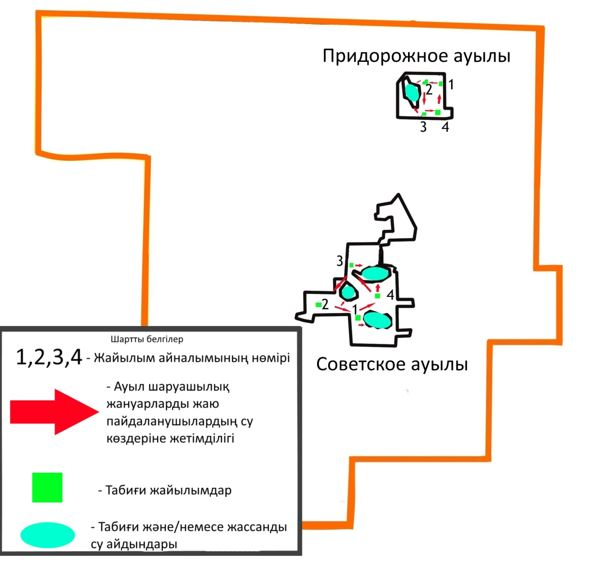 Придорожное ауылы
2 1
3 4
3
4
2 1
Советское ауылы
Шартты белгілер
1,2,3,4 - Жайылым айналымының нөмірі
- Ауыл шаруашылық
жануарларды жаю
пайдаланушылардың су
көздеріне жетімділігі
- Табиғи жайылымдар
- Табиғи және/немесе жассанды
су айдындары